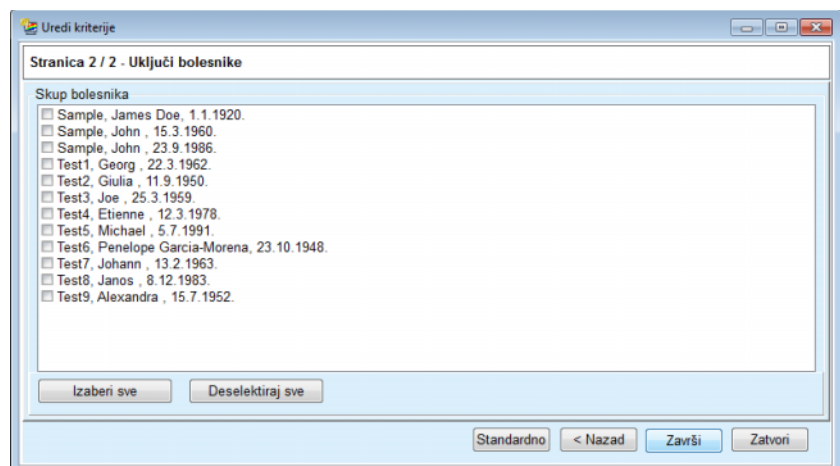 Uredi kriterije
Stranica 2 / 2 - Uključi bolesnike
Skup bolesnika
Sample, James Doe, 1.1.1920.
Sample, John , 15.3.1960.
Sample, John , 23.9.1986.
Test1, Georg , 22.3.1962.
Test2, Giulia , 11.9.1950.
Test3, Joe , 25.3.1959.
Test4, Etienne , 12.3.1978.
Test5, Michael , 5.7.1991.
Test6, Penelope Garcia-Morena, 23.10.1948.
Test7, Johann , 13.2.1963.
Test8, Janos , 8.12.1983.
Test9, Alexandra , 15.7.1952.
Izaberi sve Deselektiraj sve
Standardno < Nazad Završi Zatvori